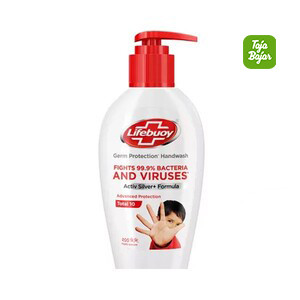 Taja
Bajar
Lifebuoy
Germ Protection Handwash
FIGHTS 99.9% BACTERIA
AND VIRUSES
Activ Silver+ Formula
Advanced Protection
Total 10